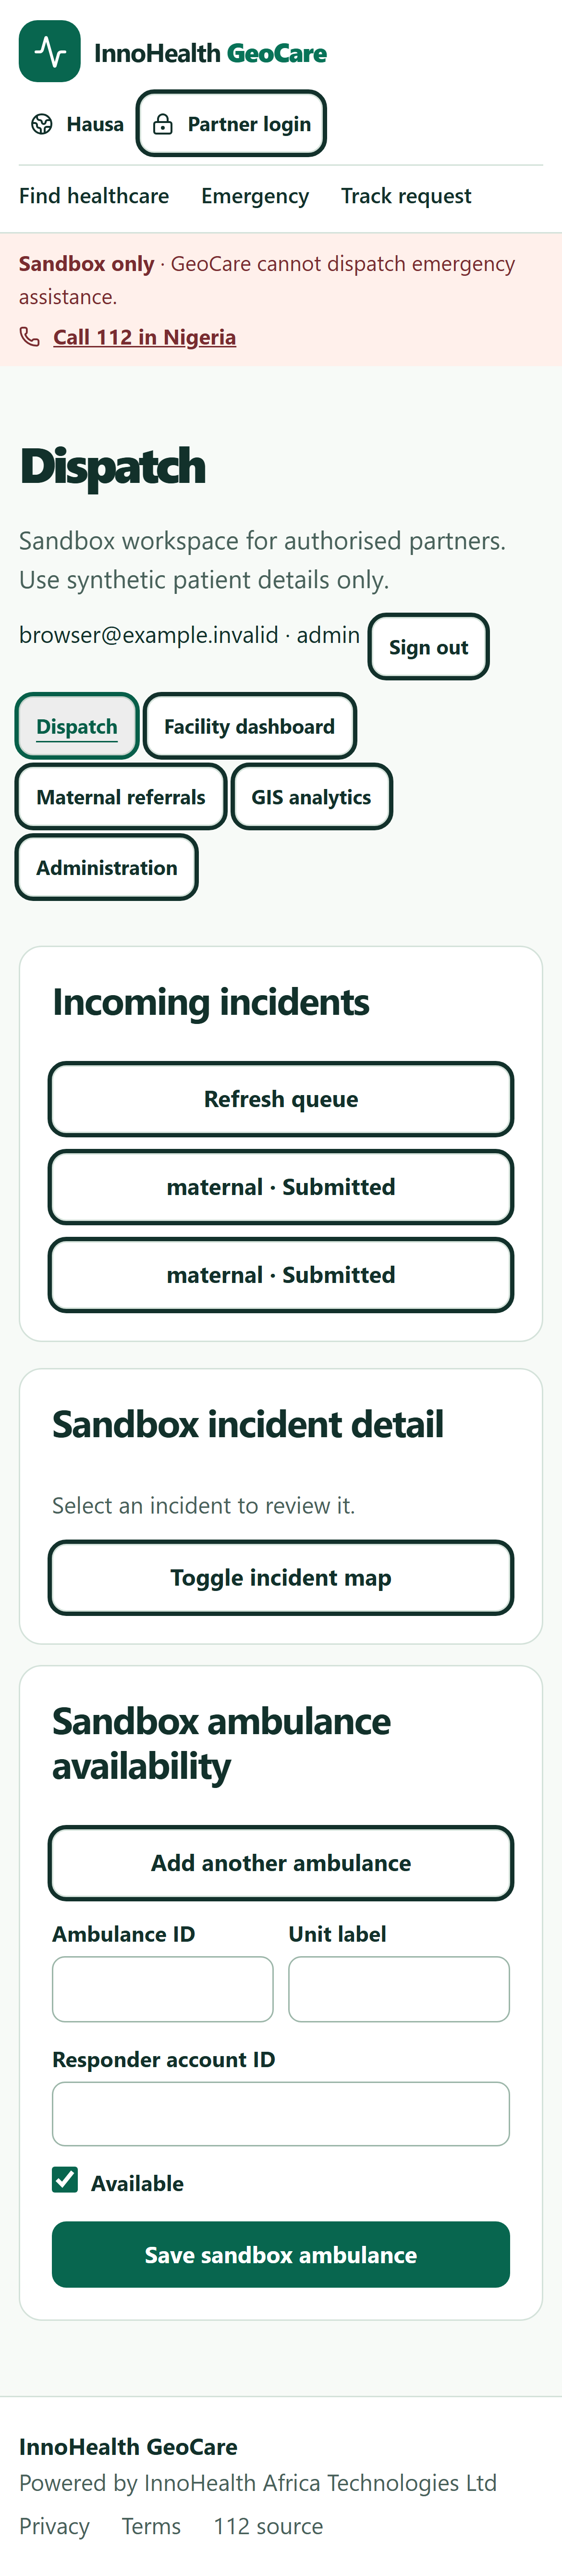 InnoHealth GeoCare
Hausa
Partner login
Find healthcare
Emergency
Track request
Sandbox only · GeoCare cannot dispatch emergency
assistance.
Call 112 in Nigeria
Dispatch
Sandbox workspace for authorised partners.
Use synthetic patient details only.
browser@example.invalid · admin
Sign out
Dispatch
Facility dashboard
Maternal referrals
GIS analytics
Administration
Incoming incidents
Refresh queue
maternal · Submitted
maternal · Submitted
Sandbox incident detail
Select an incident to review it.
Toggle incident map
Sandbox ambulance
availability
Add another ambulance
Ambulance ID
Unit label
Responder account ID
Available
Save sandbox ambulance
InnoHealth GeoCare
Powered by InnoHealth Africa Technologies Ltd
Privacy
Terms
112 source